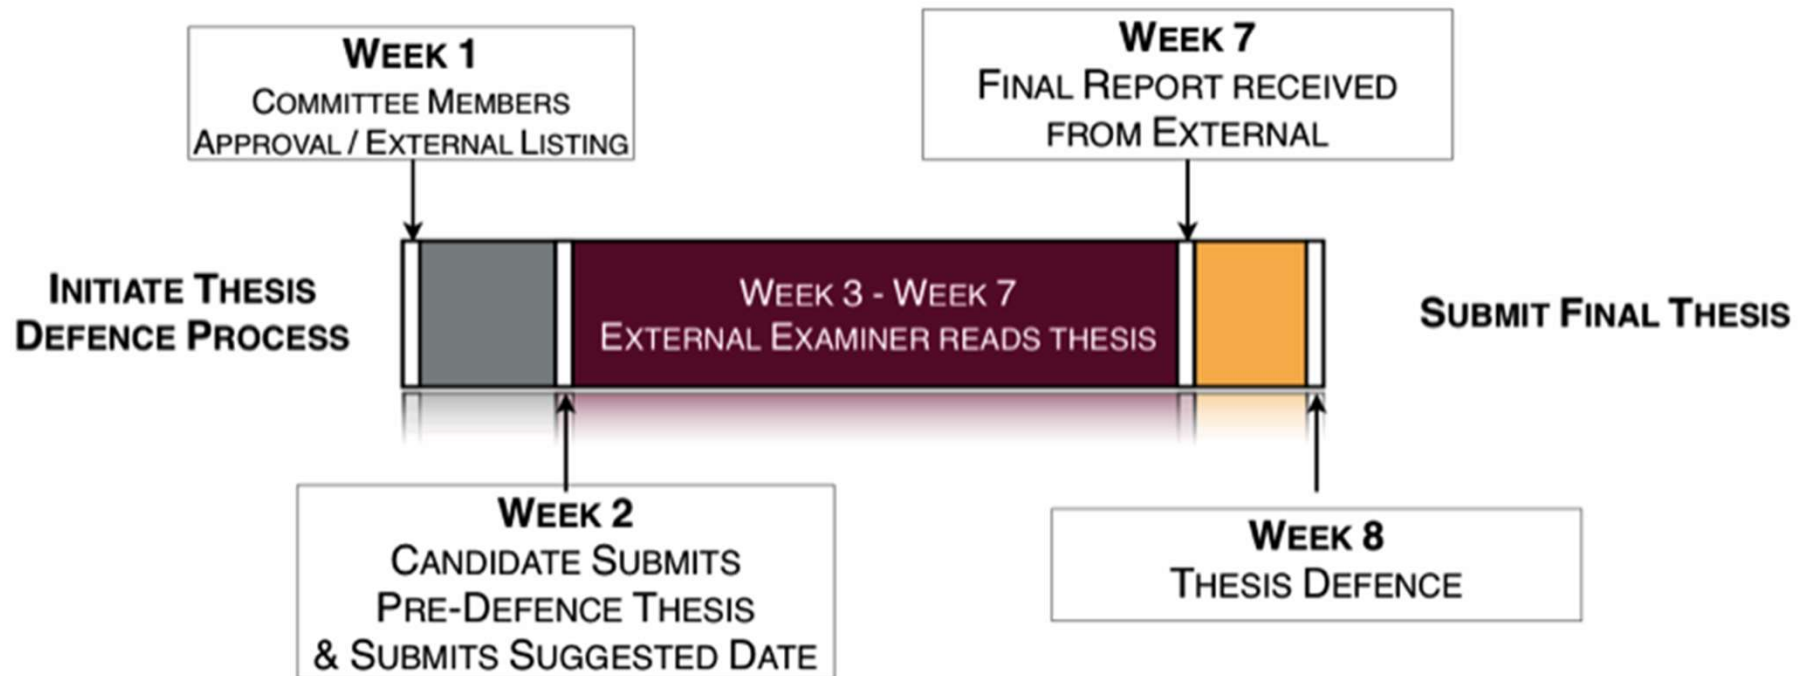 WEEK 1
COMMITTEE MEMBERS
APPROVAL / EXTERNAL LISTING
WEEK 7
FINAL REPORT RECEIVED
FROM EXTERNAL
INITIATE THESIS
DEFENCE PROCESS
WEEK 3 - WEEK 7
EXTERNAL EXAMINER READS THESIS
SUBMIT FINAL THESIS
WEEK 2
CANDIDATE SUBMITS
PRE-DEFENCE THESIS
& SUBMITS SUGGESTED DATE
WEEK 8
THESIS DEFENCE